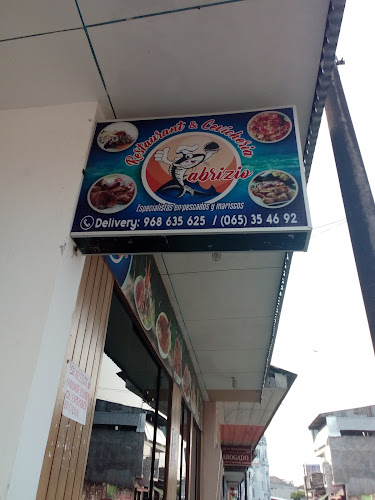 Restaurant & Cevichería
Fabrizio
Especialistas en pescados y mariscos
Delivery: 968 635 625 / (065) 35 46 92
ABOGADO